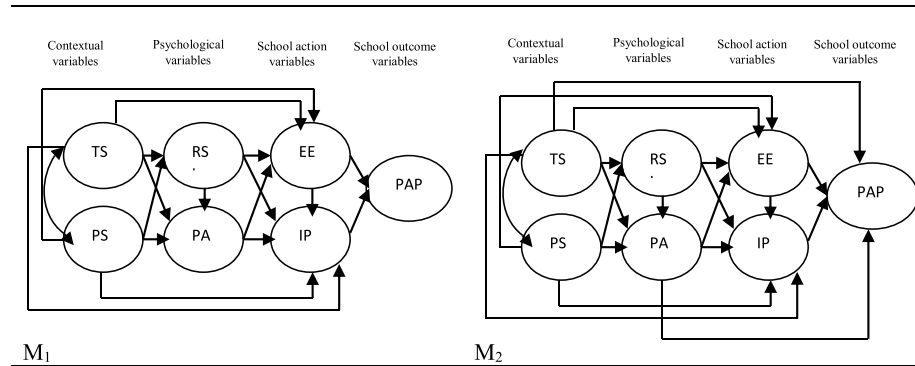 Contextual
variables
Psychological
variables
School action
variables
School outcome
variables
TS
RS
.
EE
PAP
PS
PA
IP
M1
Contextual
variables
Psychological
variables
School action
variables
School outcome
variables
TS
RS
.
EE
PAP
PS
PA
IP
M2